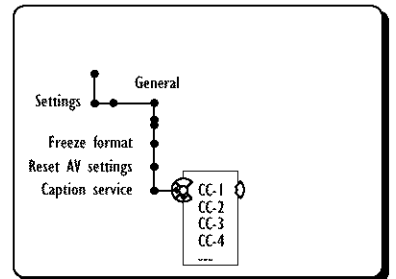 General
Settings
Freeze format
Reset AV settings
Caption service
CC-1
CC-2
CC-3
CC-4
...